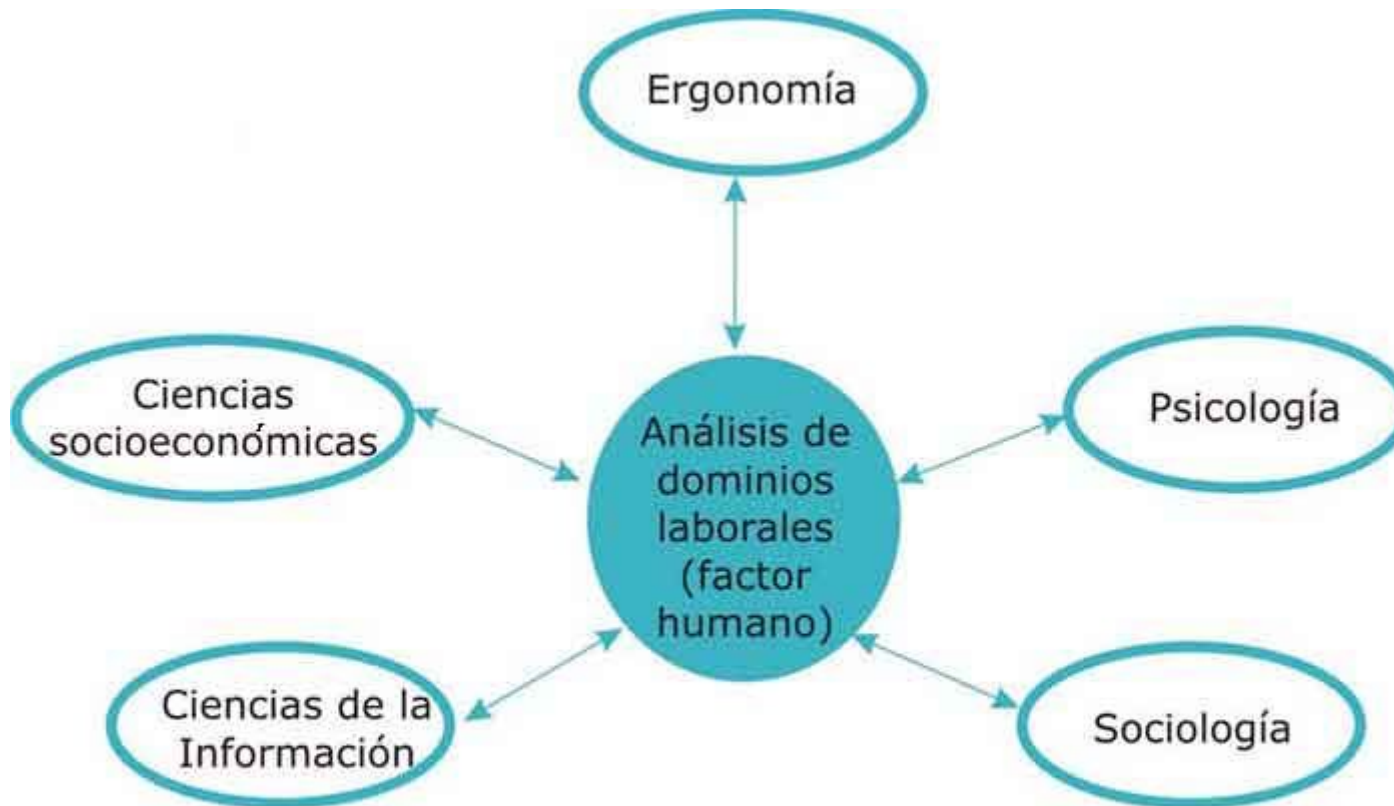 Ergonomía
Ciencias
socioeconómicas
Análisis de
dominios
laborales
(factor
humano)
Psicología
Ciencias de la
Información
Sociología